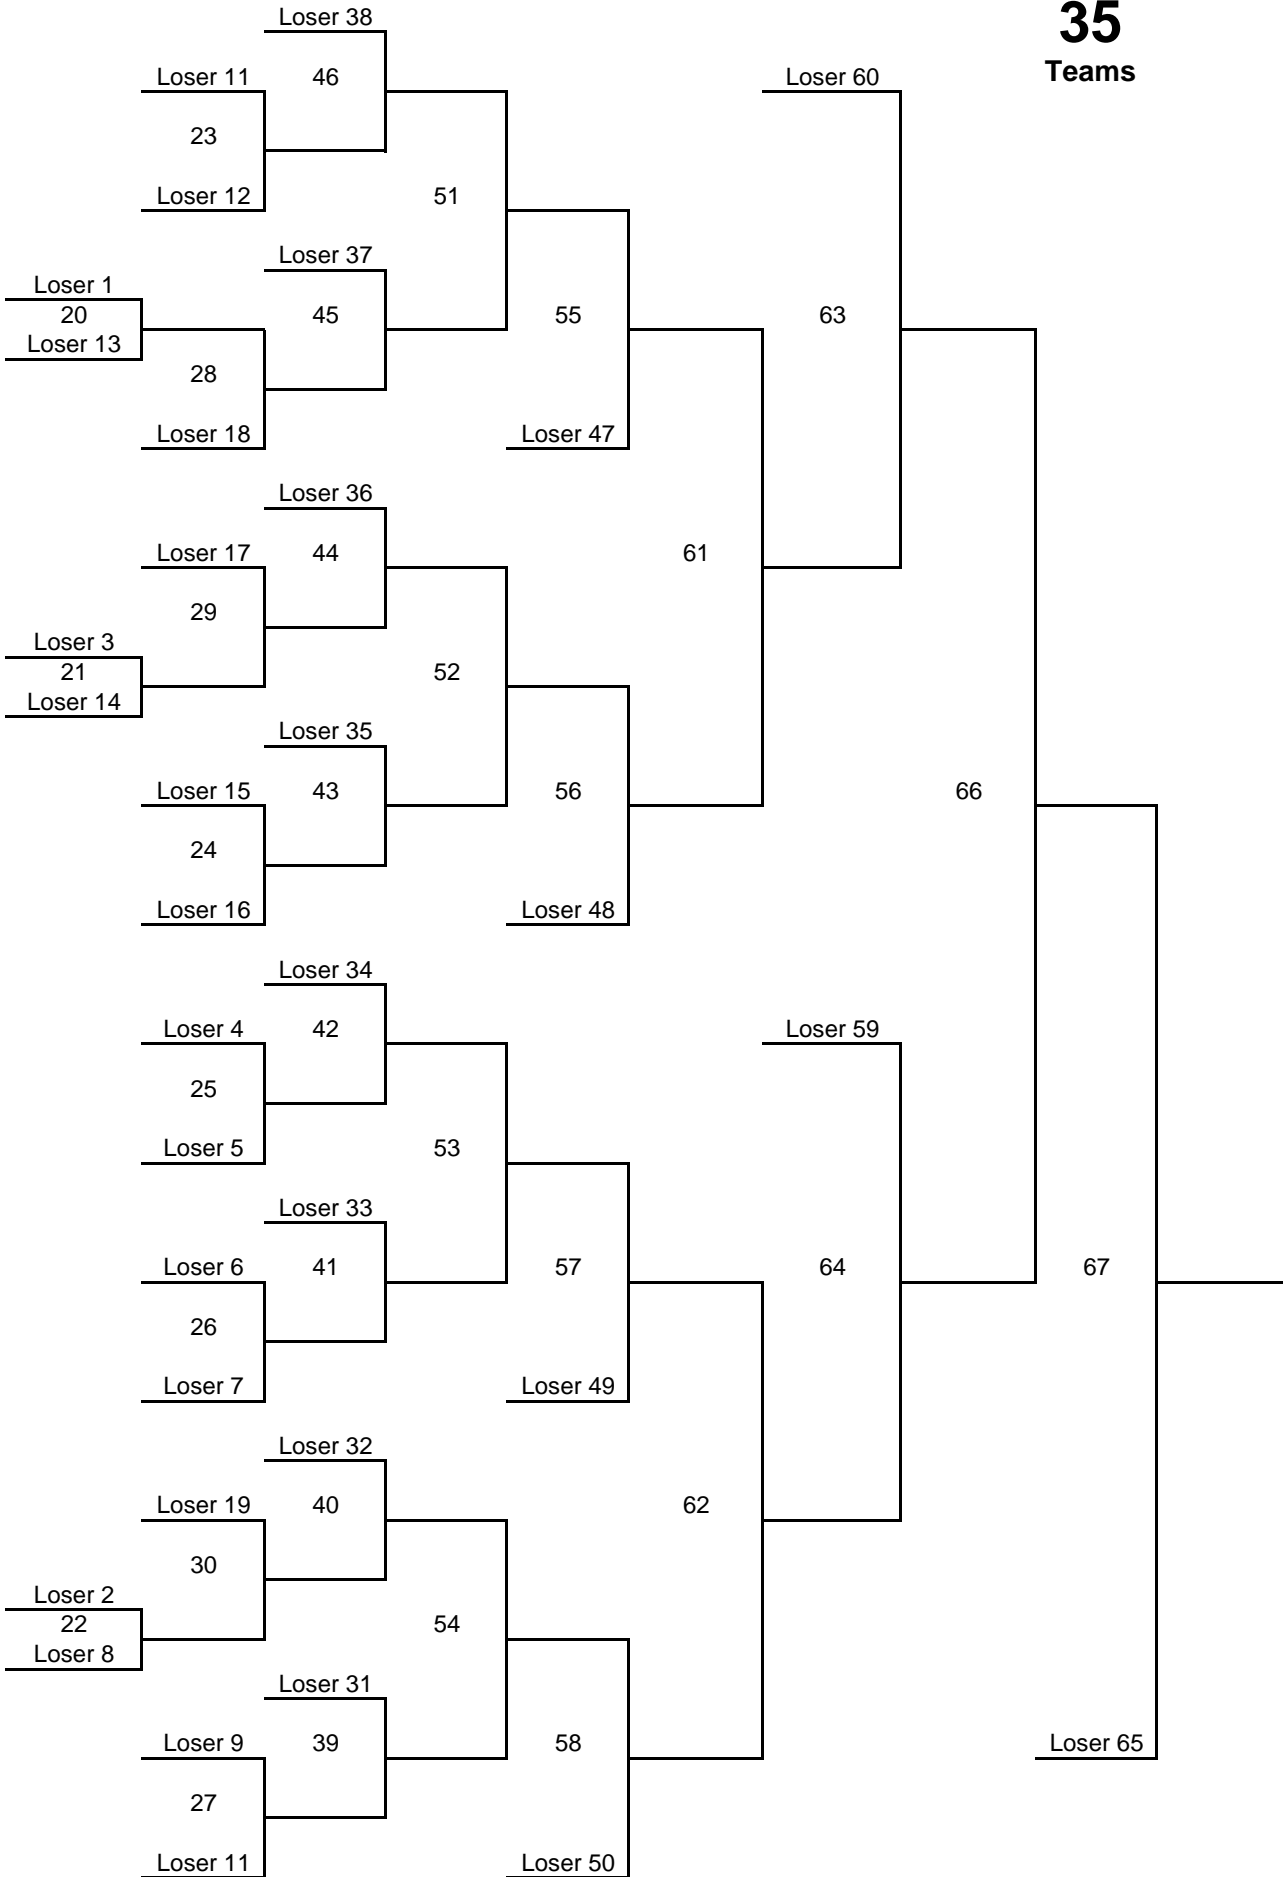 Loser 38
35
Teams
Loser 11
46
Loser 60
23
Loser 12
51
Loser 37
Loser 1
20
45
55
63
Loser 13
28
Loser 18
Loser 47
Loser 36
Loser 17
44
61
29
Loser 3
21
52
Loser 14
Loser 35
Loser 15
43
56
66
24
Loser 16
Loser 48
Loser 34
Loser 4
42
Loser 59
25
Loser 5
53
Loser 33
Loser 6
41
57
64
67
26
Loser 7
Loser 49
Loser 32
Loser 19
40
62
30
Loser 2
22
54
Loser 8
Loser 31
Loser 9
39
58
Loser 65
27
Loser 11
Loser 50